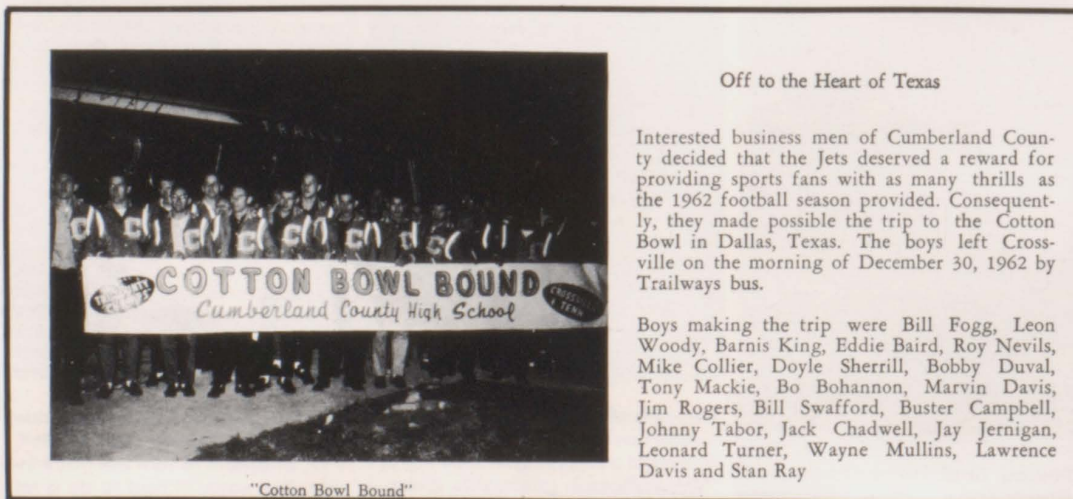 TRAILW
COTTON BOWL BOUND
Cumberland County High School
CROSSVILLE
TENN
"Cotton Bowl Bound"
Off to the Heart of Texas
Interested business men of Cumberland Coun-
ty decided that the Jets deserved a reward for
providing sports fans with as many thrills as
the 1962 football season provided. Consequent-
ly, they made possible the trip to the Cotton
Bowl in Dallas, Texas. The boys left Cross-
ville on the morning of December 30, 1962 by
Trailways bus.
Boys making the trip were Bill Fogg, Leon
Woody, Barnis King, Eddie Baird, Roy Nevils,
Mike Collier, Doyle Sherrill, Bobby Duval,
Tony Mackie, Bo Bohannon, Marvin Davis,
Jim Rogers, Bill Swafford, Buster Campbell,
Johnny Tabor, Jack Chadwell, Jay Jernigan,
Leonard Turner, Wayne Mullins, Lawrence
Davis and Stan Ray